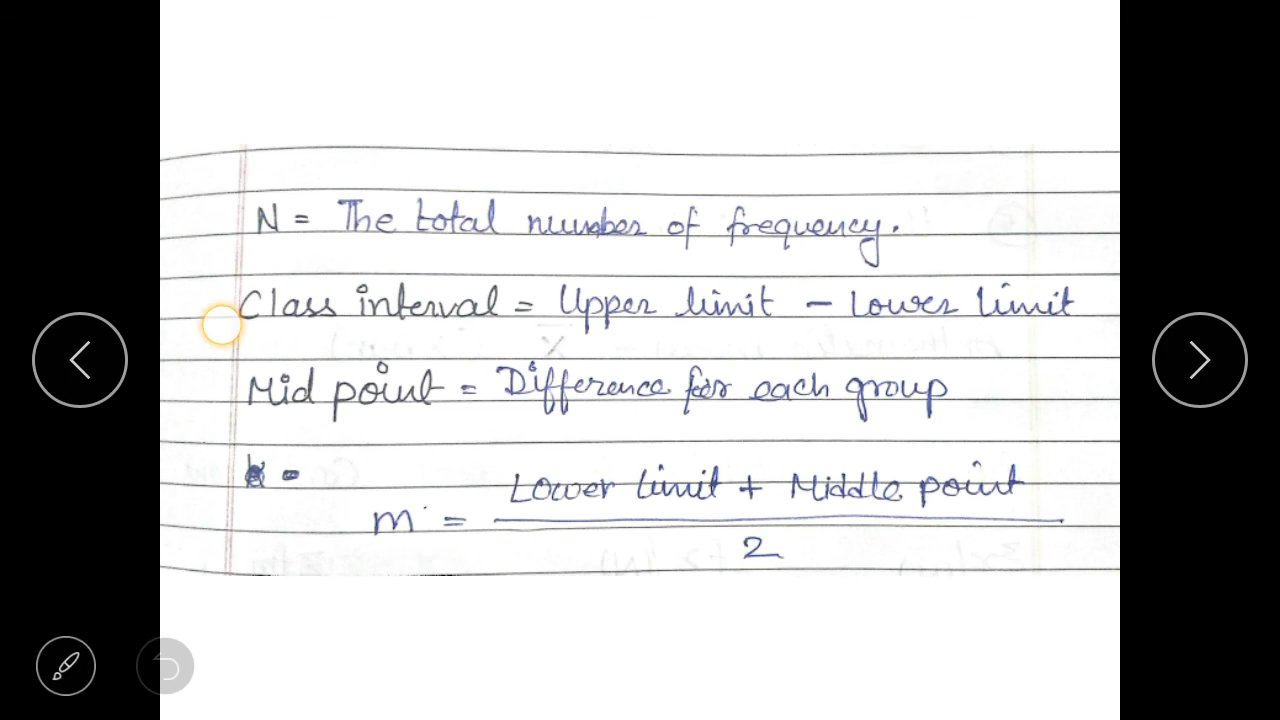 N = The total number of frequency.
Class interval = Upper limit - Lower limit
Mid point = Difference for each group
m = Lower limit + Middle point
2